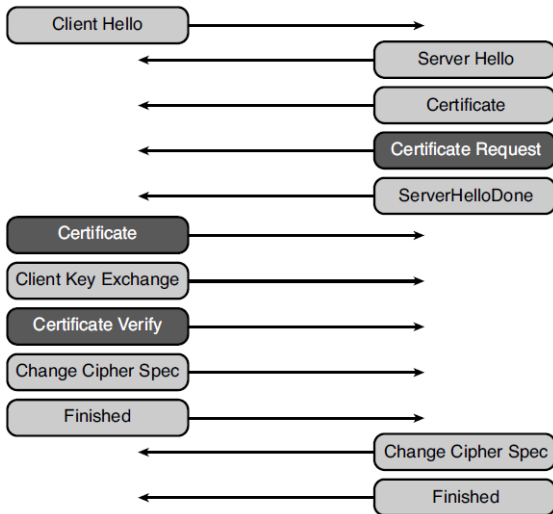 Client Hello
Server Hello
Certificate
Certificate Request
ServerHelloDone
Certificate
Client Key Exchange
Certificate Verify
Change Cipher Spec
Finished
Change Cipher Spec
Finished